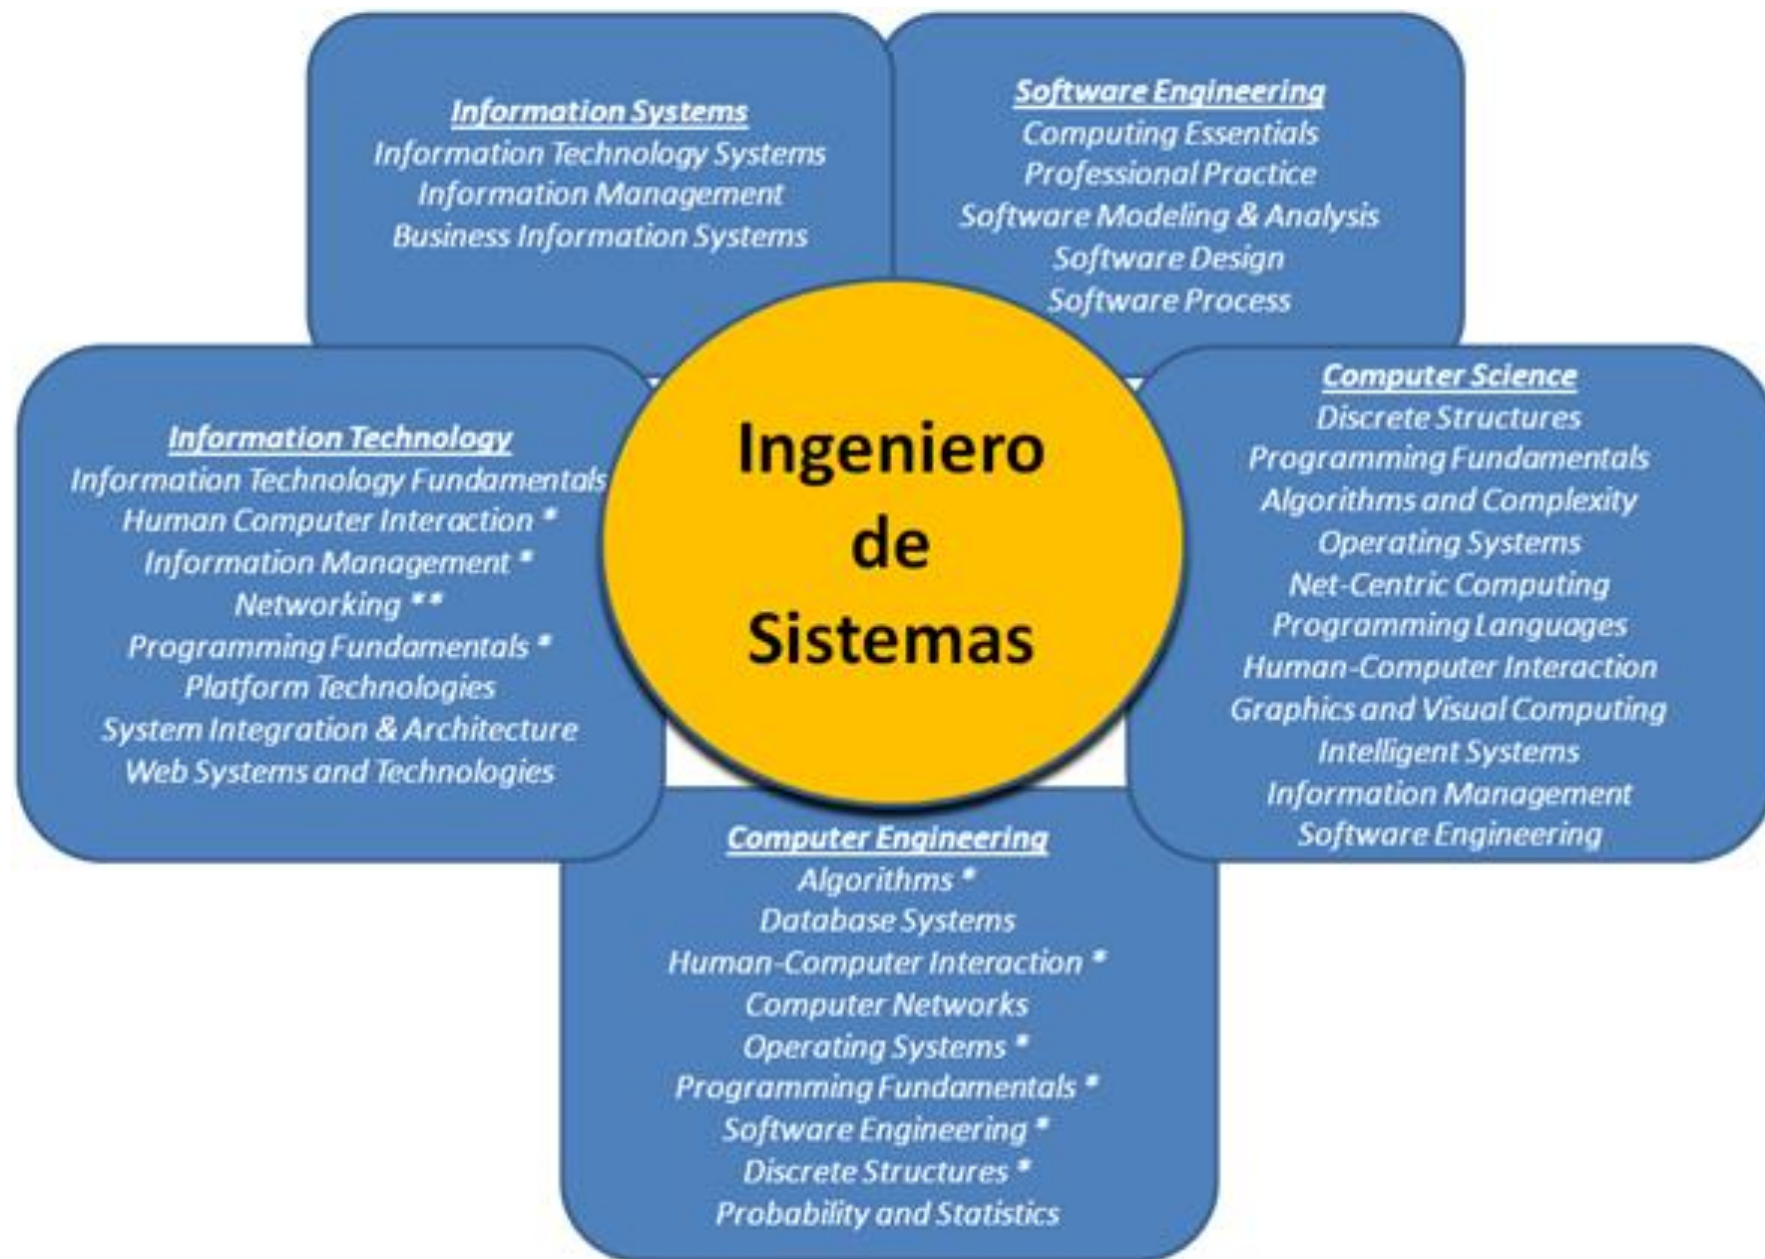 Information Systems
Information Technology Systems
Information Management
Business Information Systems
Software Engineering
Computing Essentials
Professional Practice
Software Modeling & Analysis
Software Design
Software Process
Information Technology
Information Technology Fundamentals
Human Computer Interaction *
Information Management *
Networking **
Programming Fundamentals *
Platform Technologies
System Integration & Architecture
Web Systems and Technologies
Ingeniero
de
Sistemas
Computer Science
Discrete Structures
Programming Fundamentals
Algorithms and Complexity
Operating Systems
Net-Centric Computing
Programming Languages
Human-Computer Interaction
Graphics and Visual Computing
Intelligent Systems
Information Management
Software Engineering
Computer Engineering
Algorithms *
Database Systems
Human-Computer Interaction *
Computer Networks
Operating Systems *
Programming Fundamentals *
Software Engineering *
Discrete Structures *
Probability and Statistics